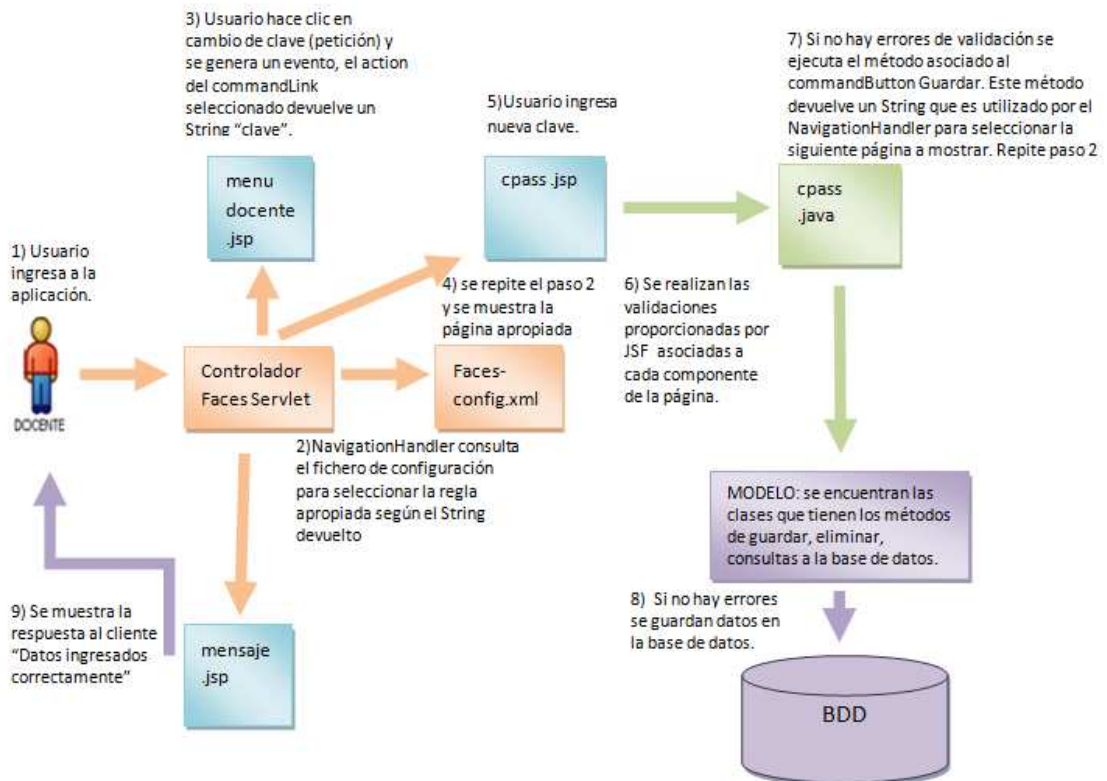 3) Usuario hace clic en
cambio de clave (petición) y
se genera un evento, el action
del commandLink
seleccionado devuelve un
String “clave”.
7) Si no hay errores de validación se
ejecuta el método asociado al
commandButton Guardar. Este método
devuelve un String que es utilizado por el
NavigationHandler para seleccionar la
siguiente página a mostrar. Repite paso 2
5)Usuario ingresa
nueva clave.
menu
docente
.jsp
cpass .jsp
cpass
.java
1) Usuario
ingresa a la
aplicación.
4) se repite el paso 2
y se muestra la
página apropiada
6) Se realizan las
validaciones
proporcionadas por
JSF asociadas a
cada componente
de la página.
DOCENTE
Controlador
Faces Servlet
Faces-
config.xml
2)NavigationHandler consulta
el fichero de configuración
para seleccionar la regla
apropiada según el String
devuelto
MODELO: se encuentran las
clases que tienen los métodos
de guardar, eliminar,
consultas a la base de datos.
9) Se muestra la
respuesta al cliente
“Datos ingresados
correctamente”
mensaje
.jsp
8) Si no hay errores
se guardan datos en
la base de datos.
BDD